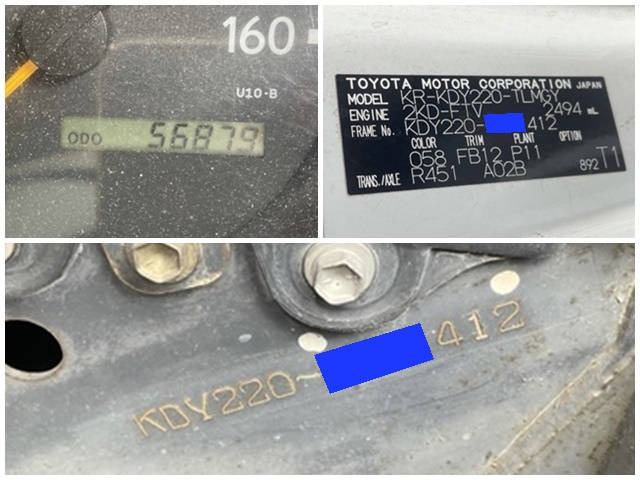 160
U10-B
ODO 56879
TOYOTA MOTOR CORPORATION JAPAN
MODEL KR-KDY220-TLMGY
ENGINE 2KD-FTV 2494 mL
FRAME No. KDY220- 412
COLOR TRIM PLANT OPTION
058 FB12 P11
TRANS./AXLE R451 A02B 892 T1
KDY220- 412